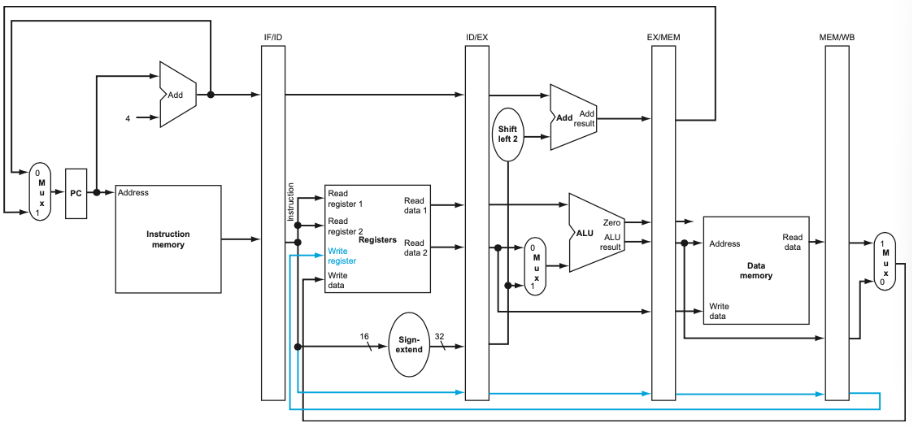 IF/ID
ID/EX
EX/MEM
MEM/WB
Add
4
Shift
left 2
Add
Add
result
0
M
u
x
1
PC
Address
Instruction
memory
Instruction
Read
register 1
Read
register 2
Registers
Write
register
Write
data
Read
data 1
Read
data 2
0
M
u
x
1
ALU
Zero
ALU
result
Address
Data
memory
Write
data
Read
data
1
M
u
x
0
16
Sign-
extend
32